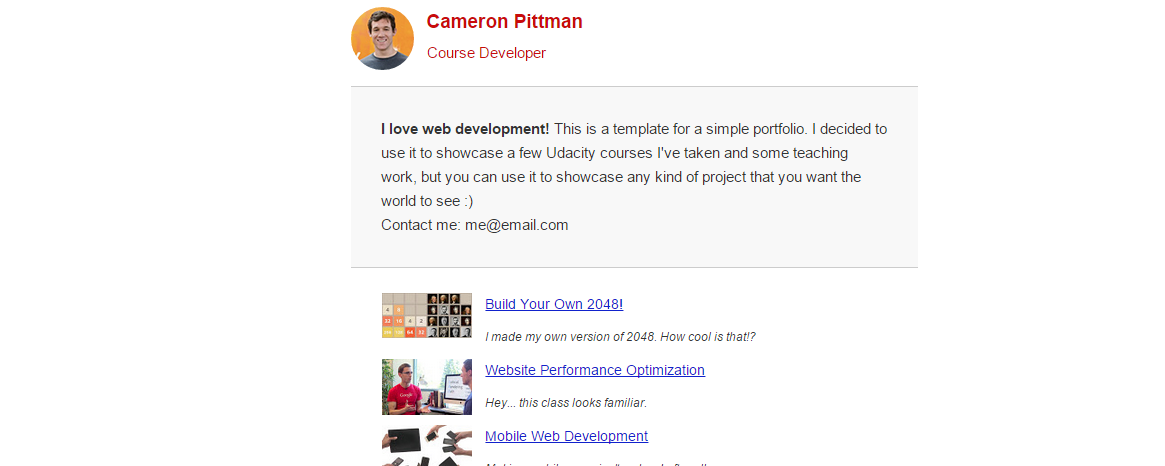 Cameron Pittman
Course Developer
I love web development! This is a template for a simple portfolio. I decided to
use it to showcase a few Udacity courses I've taken and some teaching
work, but you can use it to showcase any kind of project that you want the
world to see :)
Contact me: me@email.com
Build Your Own 2048!
I made my own version of 2048. How cool is that!?
Website Performance Optimization
Google
Hey... this class looks familiar.
Mobile Web Development